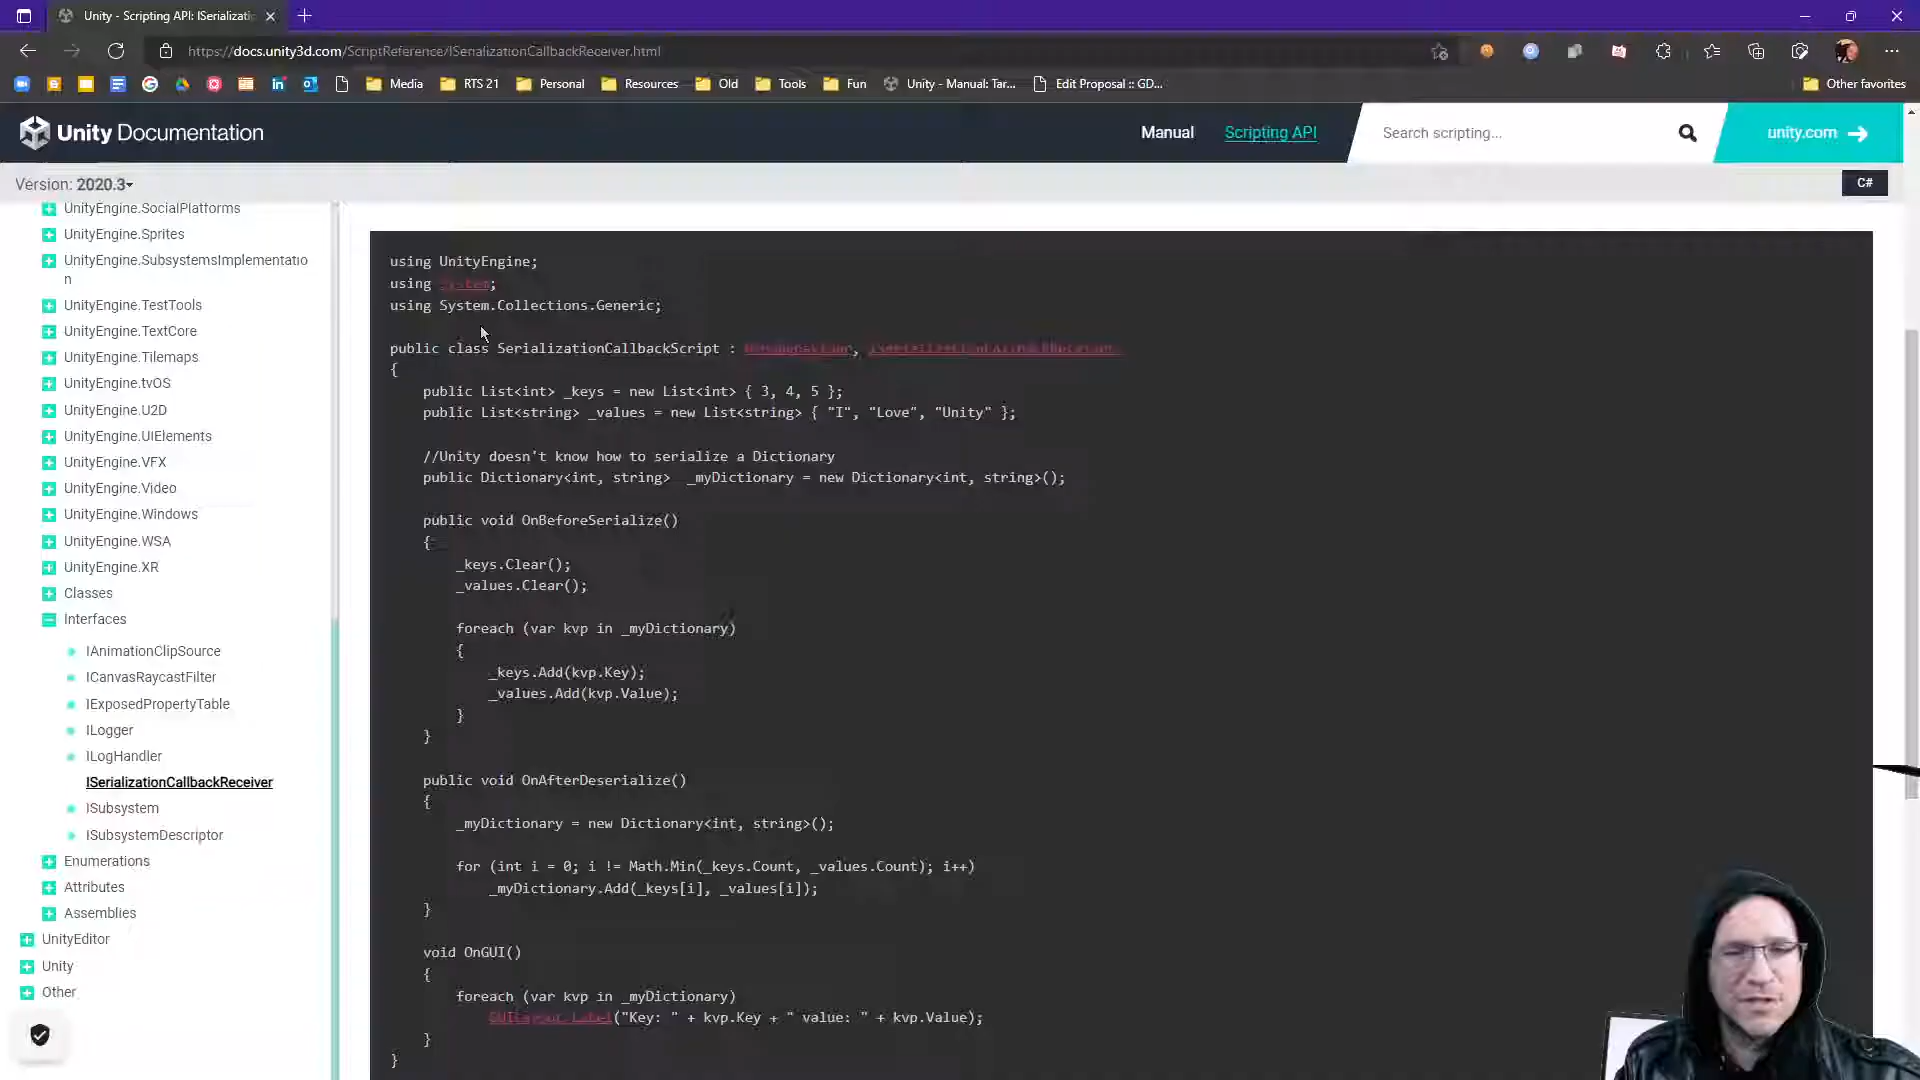 Unity - Scripting API: ISerializati
https://docs.unity3d.com/ScriptReference/ISerializationCallbackReceiver.html
Media
RTS 21
Personal
Resources
Old
Tools
Fun
Unity - Manual: Tar...
Edit Proposal :: GD...
Other favorites
Unity Documentation
Manual
Scripting API
Search scripting...
unity.com
Version: 2020.3
C#
UnityEngine.SocialPlatforms
UnityEngine.Sprites
UnityEngine.SubsystemsImplementatio
n
UnityEngine.TestTools
UnityEngine.TextCore
UnityEngine.Tilemaps
UnityEngine.tvOS
UnityEngine.U2D
UnityEngine.UIElements
UnityEngine.VFX
UnityEngine.Video
UnityEngine.Windows
UnityEngine.WSA
UnityEngine.XR
Classes
Interfaces
IAnimationClipSource
ICanvasRaycastFilter
IExposedPropertyTable
ILogger
ILogHandler
ISerializationCallbackReceiver
ISubsystem
ISubsystemDescriptor
Enumerations
Attributes
Assemblies
UnityEditor
Unity
Other
using UnityEngine;
using System;
using System.Collections.Generic;
public class SerializationCallbackScript : MonoBehaviour, ISerializationCallbackReceiver
{
public List<int> _keys = new List<int> { 3, 4, 5 };
public List<string> _values = new List<string> { "I", "Love", "Unity" };
//Unity doesn't know how to serialize a Dictionary
public Dictionary<int, string>  _myDictionary = new Dictionary<int, string>();
public void OnBeforeSerialize()
{
_keys.Clear();
_values.Clear();
foreach (var kvp in _myDictionary)
{
_keys.Add(kvp.Key);
_values.Add(kvp.Value);
}
}
public void OnAfterDeserialize()
{
_myDictionary = new Dictionary<int, string>();
for (int i = 0; i != Math.Min(_keys.Count, _values.Count); i++)
_myDictionary.Add(_keys[i], _values[i]);
}
void OnGUI()
{
foreach (var kvp in _myDictionary)
GUILayout.Label("Key: " + kvp.Key + " value: " + kvp.Value);
}
}